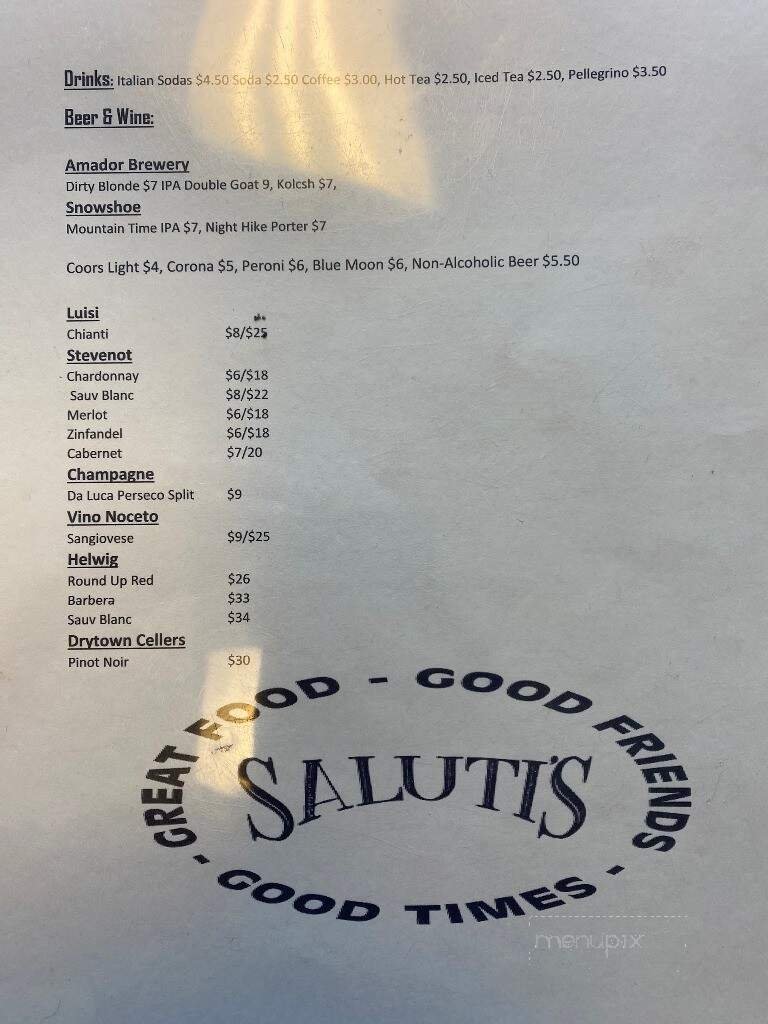 Drinks: Italian Sodas $4.50 Soda $2.50 Coffee $3.00, Hot Tea $2.50, Iced Tea $2.50, Pellegrino $3.50
Beer & Wine:
Amador Brewery
Dirty Blonde $7 IPA Double Goat 9, Kolcsh $7,
Snowshoe
Mountain Time IPA $7, Night Hike Porter $7
Coors Light $4, Corona $5, Peroni $6, Blue Moon $6, Non-Alcoholic Beer $5.50
Luisi
Chianti $8/$25
Stevenot
Chardonnay $6/$18
Sauv Blanc $8/$22
Merlot $6/$18
Zinfandel $6/$18
Cabernet $7/20
Champagne
Da Luca Perseco Split $9
Vino Noceto
Sangiovese $9/$25
Helwig
Round Up Red $26
Barbera $33
Sauv Blanc $34
Drytown Cellers
Pinot Noir $30
GREAT FOOD - GOOD FRIENDS
SALUTI'S
- GOOD TIMES -
menupix